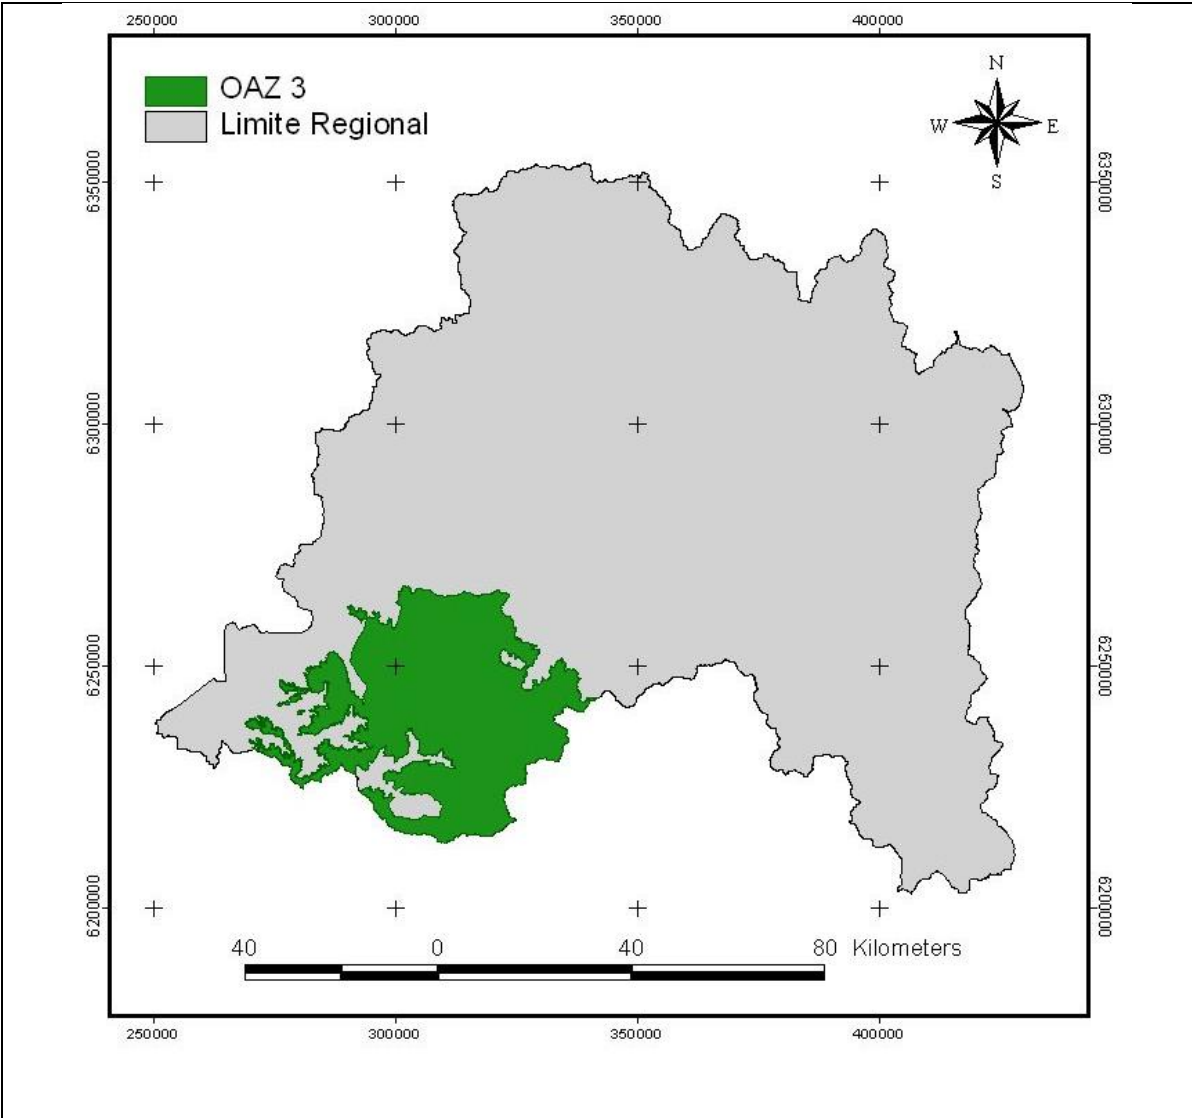 250000 300000 350000 400000
OAZ 3
Limite Regional
N
W E
S
6350000 6350000
6300000 6300000
6250000 6250000
6200000 6200000
40 0 40 80 Kilometers
250000 300000 350000 400000